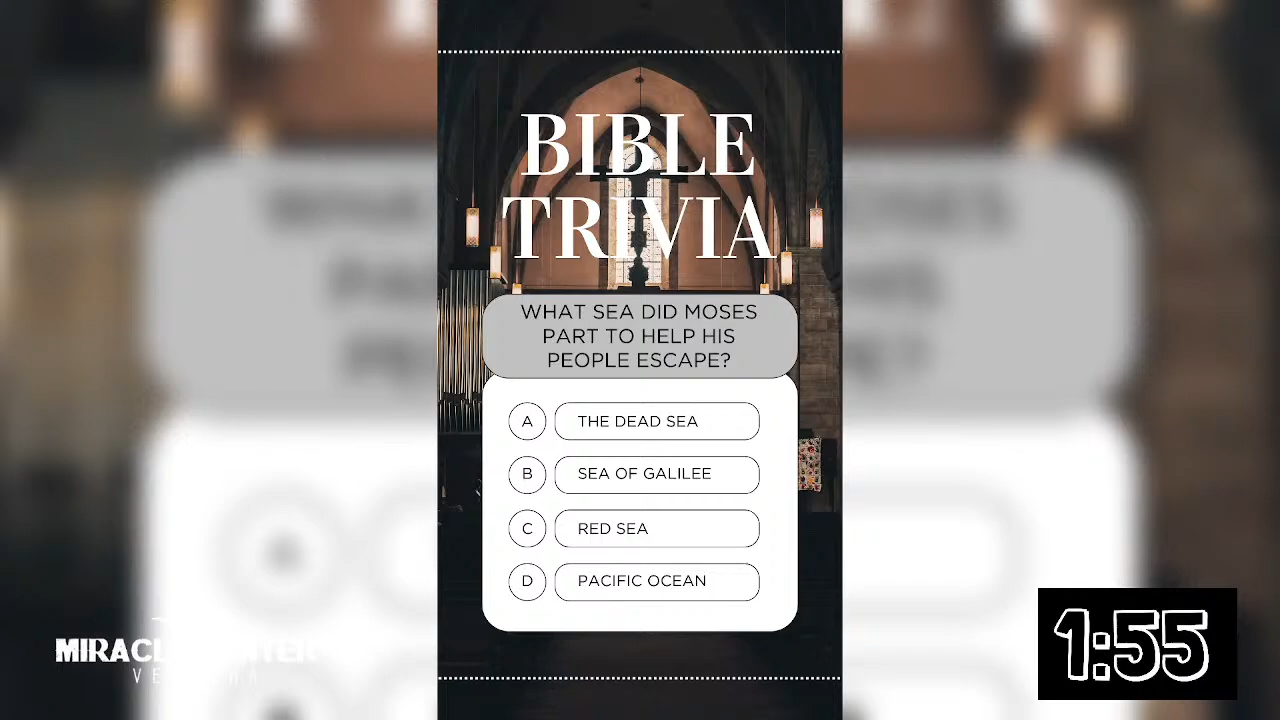 BIBLE
TRIVIA
WHAT SEA DID MOSES
PART TO HELP HIS
PEOPLE ESCAPE?
A THE DEAD SEA
B SEA OF GALILEE
C RED SEA
D PACIFIC OCEAN
1:55